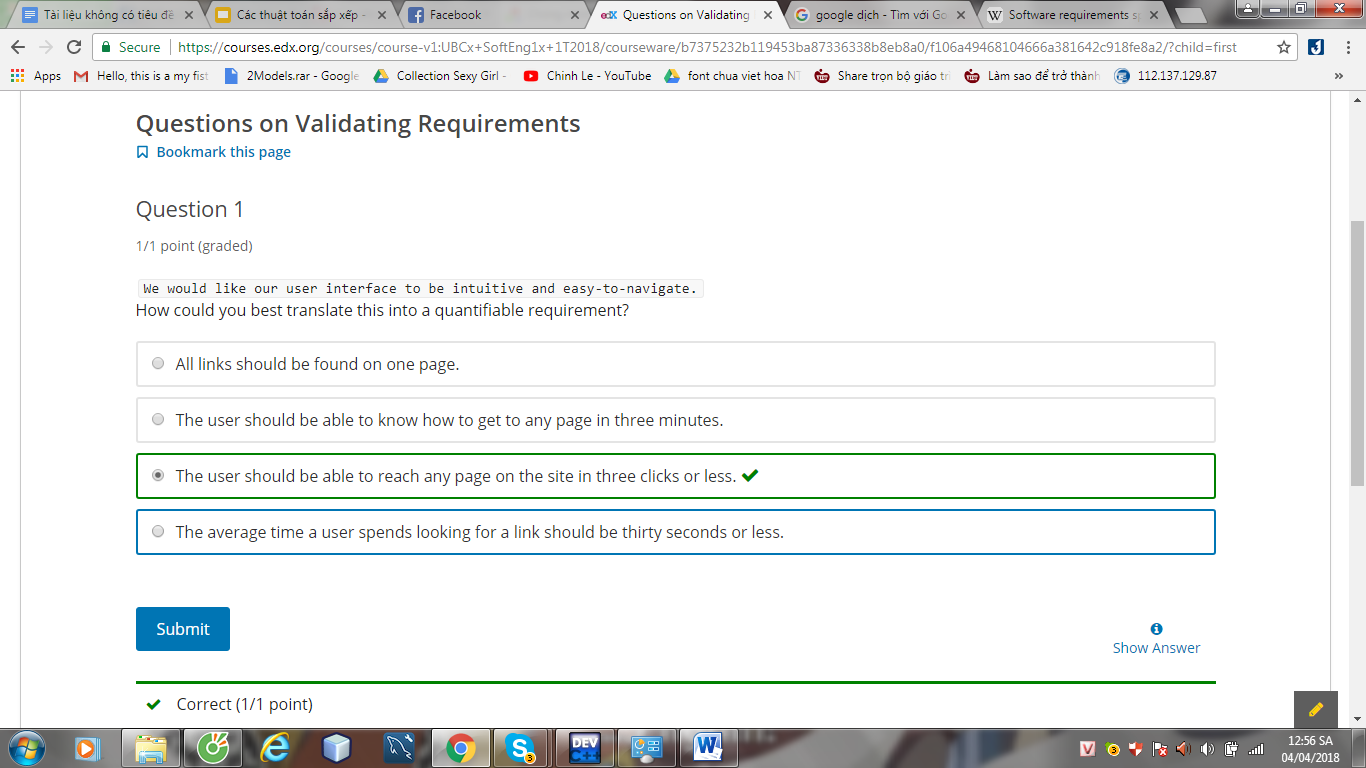 Tài liệu không có tiêu đề
Các thuật toán sắp xếp -
Facebook
edX Questions on Validating
google dịch - Tìm với Go
W Software requirements sp
Secure
https://courses.edx.org/courses/course-v1:UBCx+SoftEng1x+1T2018/courseware/b7375232b119453ba87336338b8eb8a0/f106a49468104666a381642c918fe8a2/?child=first
Apps
Hello, this is a my fist
2Models.rar - Google
Collection Sexy Girl -
Chinh Le - YouTube
font chua viet hoa NT
Share trọn bộ giáo tri
Làm sao để trở thành
112.137.129.87
»
Questions on Validating Requirements
Bookmark this page
Question 1
1/1 point (graded)
We would like our user interface to be intuitive and easy-to-navigate.
How could you best translate this into a quantifiable requirement?
All links should be found on one page.
The user should be able to know how to get to any page in three minutes.
The user should be able to reach any page on the site in three clicks or less.
The average time a user spends looking for a link should be thirty seconds or less.
Submit
Show Answer
Correct (1/1 point)
12:56 SA
04/04/2018